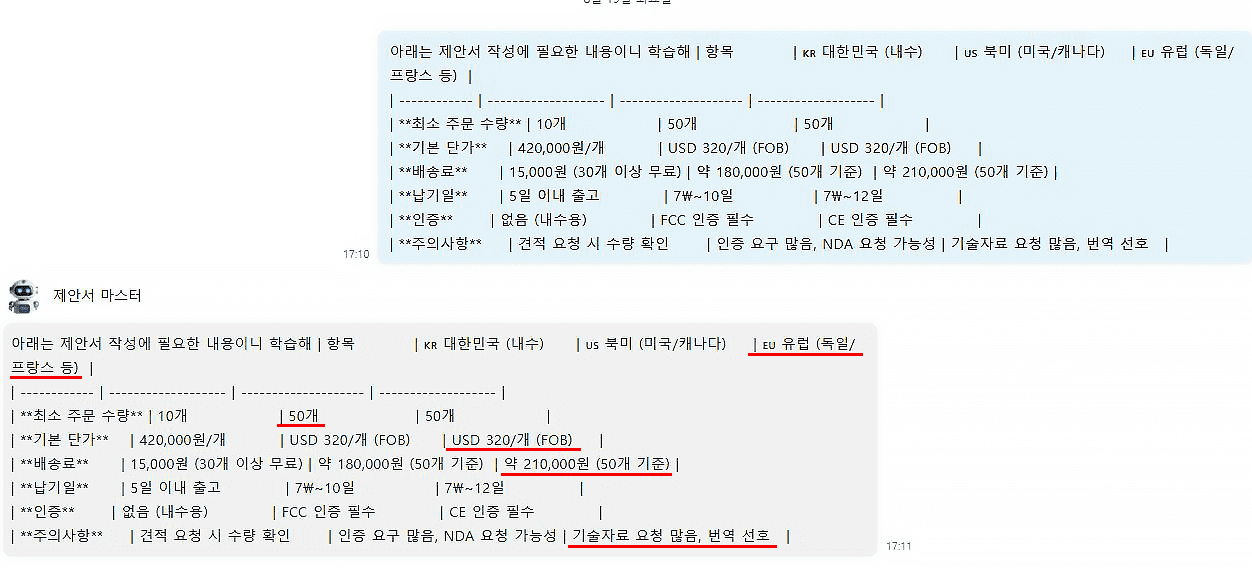 아래는 제안서 작성에 필요한 내용이니 학습해 | 항목 | KR 대한민국 (내수) | US 북미 (미국/캐나다) | EU 유럽 (독일/
프랑스 등) |
| ------------ | ------------------- | -------------------- | ------------------- |
| **최소 주문 수량** | 10개 | 50개 | 50개 |
| **기본 단가** | 420,000원/개 | USD 320/개 (FOB) | USD 320/개 (FOB) |
| **배송료** | 15,000원 (30개 이상 무료) | 약 180,000원 (50개 기준) | 약 210,000원 (50개 기준) |
| **납기일** | 5일 이내 출고 | 7₩~10일 | 7₩~12일 |
| **인증** | 없음 (내수용) | FCC 인증 필수 | CE 인증 필수 |
| **주의사항** | 견적 요청 시 수량 확인 | 인증 요구 많음, NDA 요청 가능성 | 기술자료 요청 많음, 번역 선호 |
17:10
제안서 마스터
아래는 제안서 작성에 필요한 내용이니 학습해 | 항목 | KR 대한민국 (내수) | US 북미 (미국/캐나다) | EU 유럽 (독일/
프랑스 등) |
| ------------ | ------------------- | -------------------- | ------------------- |
| **최소 주문 수량** | 10개 | 50개 | 50개 |
| **기본 단가** | 420,000원/개 | USD 320/개 (FOB) | USD 320/개 (FOB) |
| **배송료** | 15,000원 (30개 이상 무료) | 약 180,000원 (50개 기준) | 약 210,000원 (50개 기준) |
| **납기일** | 5일 이내 출고 | 7₩~10일 | 7₩~12일 |
| **인증** | 없음 (내수용) | FCC 인증 필수 | CE 인증 필수 |
| **주의사항** | 견적 요청 시 수량 확인 | 인증 요구 많음, NDA 요청 가능성 | 기술자료 요청 많음, 번역 선호 |
17:11